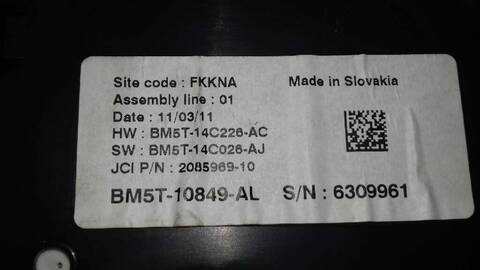 Site code : FKKNA Made in Slovakia
Assembly line : 01
Date : 11/03/11
HW : BM5T-14C226-AC
SW : BM5T-14C026-AJ
JCI P/N : 2085969-10
BM5T-10849-AL S/N : 6309961